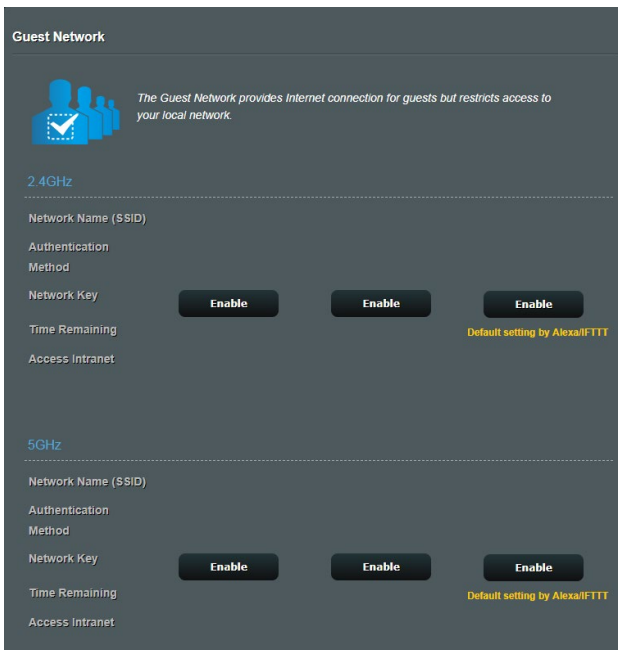 Guest Network
The Guest Network provides Internet connection for guests but restricts access to
your local network.
2.4GHz
Network Name (SSID)
Authentication
Method
Network Key
Enable
Enable
Enable
Time Remaining
Default setting by Alexa/IFTTT
Access Intranet
5GHz
Network Name (SSID)
Authentication
Method
Network Key
Enable
Enable
Enable
Time Remaining
Default setting by Alexa/IFTTT
Access Intranet